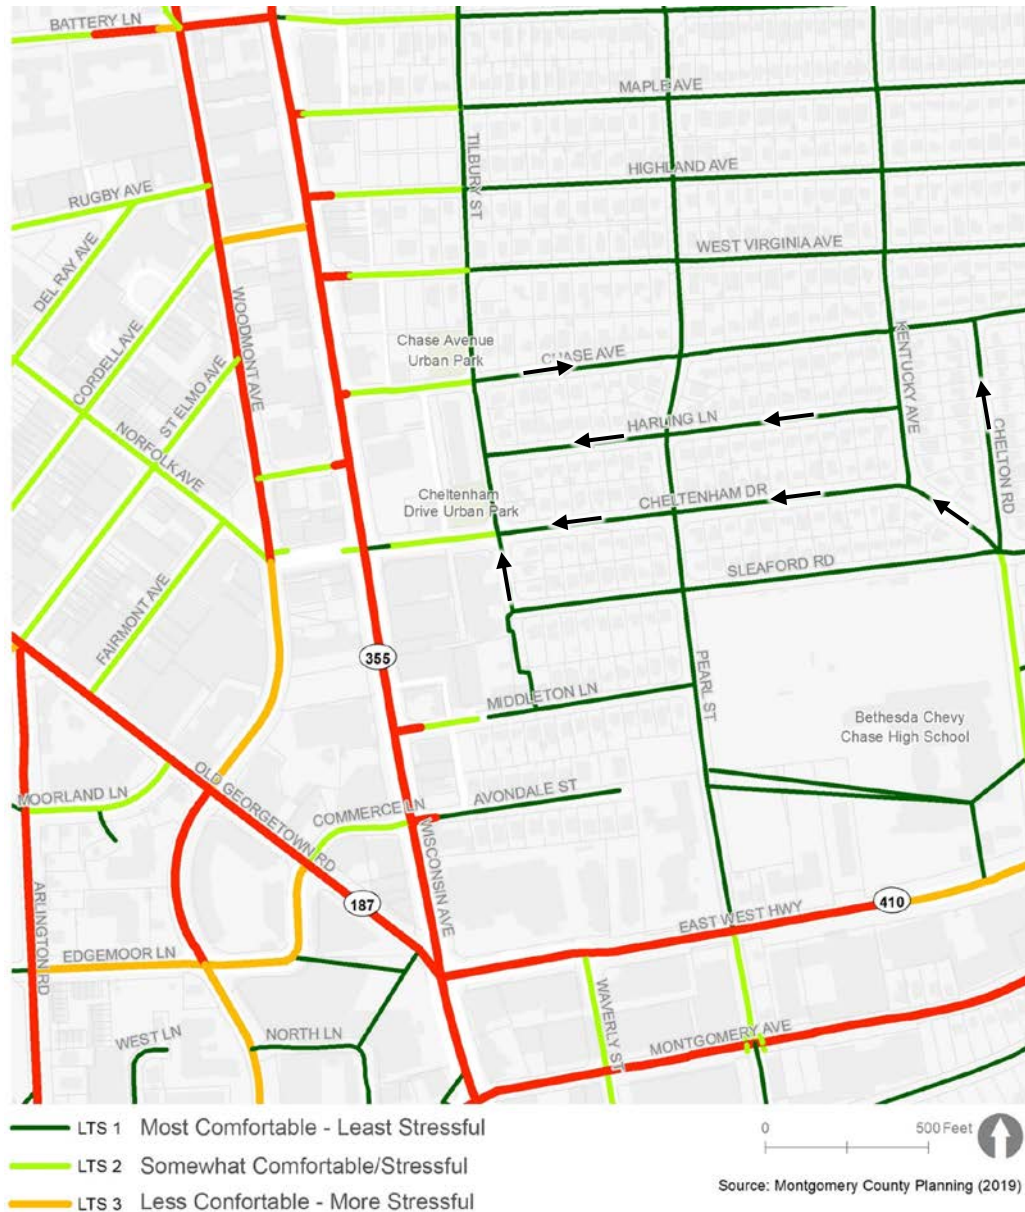 BATTERY LN
MAPLE AVE
TILBURY ST
HIGHLAND AVE
RUGBY AVE
WEST VIRGINIA AVE
DEL RAY AVE
WOODMONT AVE
CORDELL AVE
Chase Avenue
Urban Park
CHASE AVE
KENTUCKY AVE
ST ELMO AVE
HARLING LN
CHELTON RD
NORFOLK AVE
Cheltenham
Drive Urban Park
CHELTENHAM DR
SLEAFORD RD
FAIRMONT AVE
355
PEARL ST
MIDDLETON LN
Bethesda Chevy
Chase High School
OLD GEORGETOWN RD
MOORLAND LN
COMMERCE LN
AVONDALE ST
WISCONSIN AVE
ARLINGTON RD
187
410
EAST WEST HWY
EDGEMOOR LN
WAVERLY ST
WEST LN
NORTH LN
MONTGOMERY AVE
LTS 1 Most Comfortable - Least Stressful
LTS 2 Somewhat Comfortable/Stressful
LTS 3 Less Confortable - More Stressful
0 500 Feet
Source: Montgomery County Planning (2019)